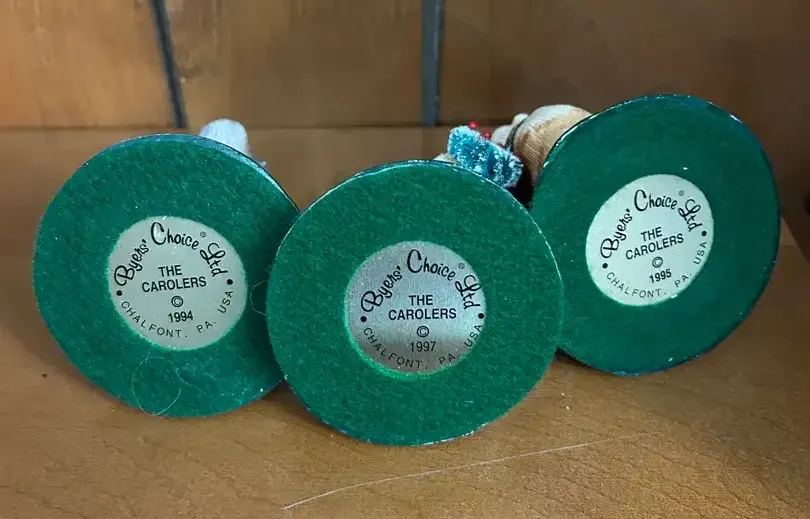 Byers' Choice Ltd ®
THE
CAROLERS
©
1994
• CHALFONT, PA. USA •
Byers' Choice Ltd ®
THE
CAROLERS
©
1997
• CHALFONT, PA. USA •
Byers' Choice Ltd ®
THE
CAROLERS
©
1995
• CHALFONT, PA. USA •